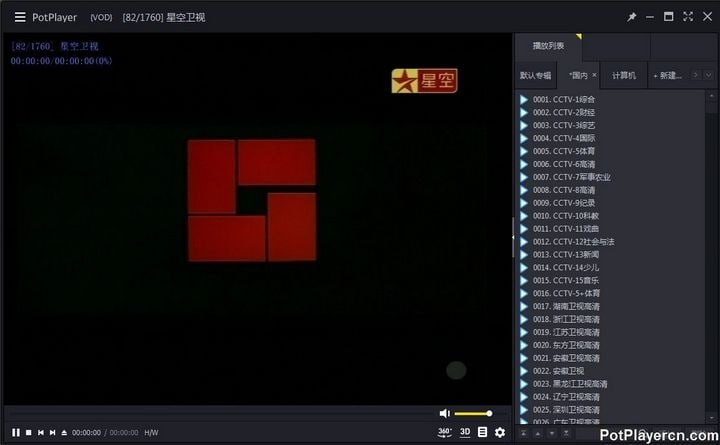 PotPlayer [VOD] [82/1760] 星空卫视
[82/1760] 星空卫视
00:00:00/00:00:00(0%)
星空
播放列表
默认专辑 *国内 × 计算机 + 新建...
0001. CCTV-1综合
0002. CCTV-2财经
0003. CCTV-3综艺
0004. CCTV-4国际
0005. CCTV-5体育
0006. CCTV-6高清
0007. CCTV-7军事农业
0008. CCTV-8高清
0009. CCTV-9纪录
0010. CCTV-10科教
0011. CCTV-11戏曲
0012. CCTV-12社会与法
0013. CCTV-13新闻
0014. CCTV-14少儿
0015. CCTV-15音乐
0016. CCTV-5+体育
0017. 湖南卫视高清
0018. 浙江卫视高清
0019. 江苏卫视高清
0020. 东方卫视高清
0021. 安徽卫视高清
0022. 安徽卫视
0023. 黑龙江卫视高清
0024. 辽宁卫视高清
0025. 深圳卫视高清
0026. 广东卫视高清
00:00:00 / 00:00:00 H/W
360° 3D
PotPlayercn.com